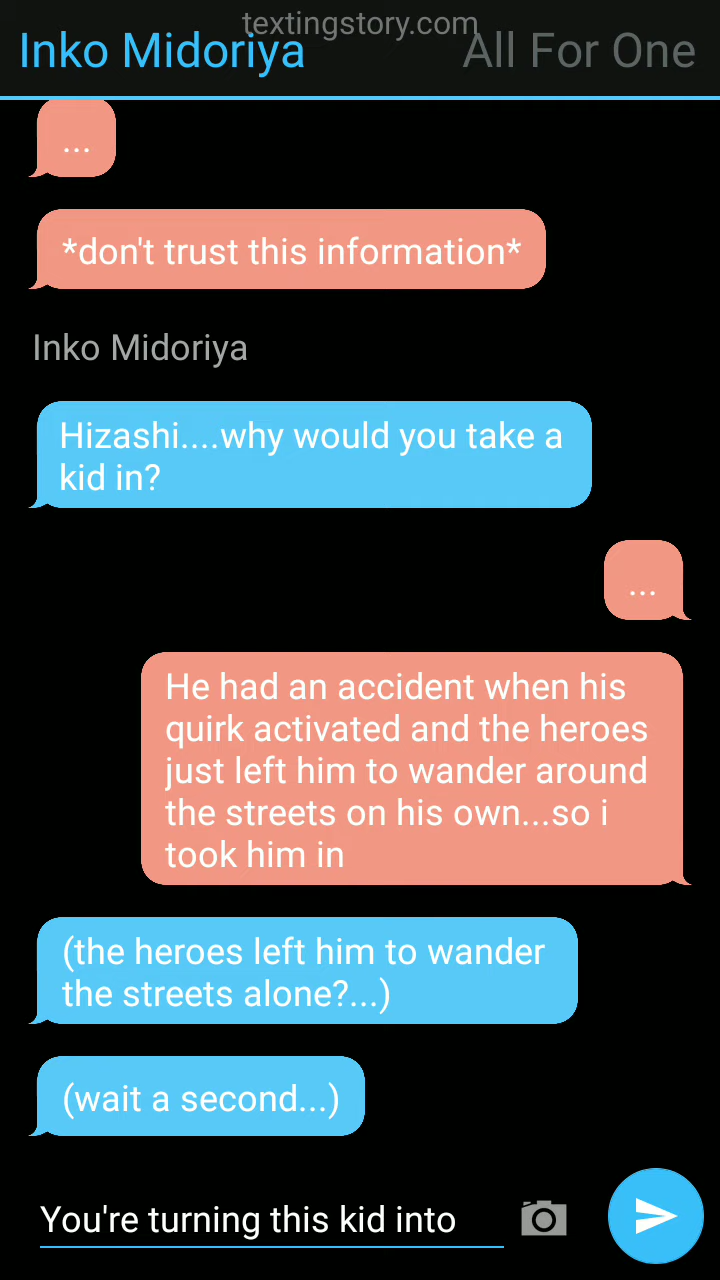 textingstory.com
Inko Midoriya
All For One
...
*don't trust this information*
Inko Midoriya
Hizashi....why would you take a
kid in?
...
He had an accident when his
quirk activated and the heroes
just left him to wander around
the streets on his own...so i
took him in
(the heroes left him to wander
the streets alone?...)
(wait a second...)
You're turning this kid into